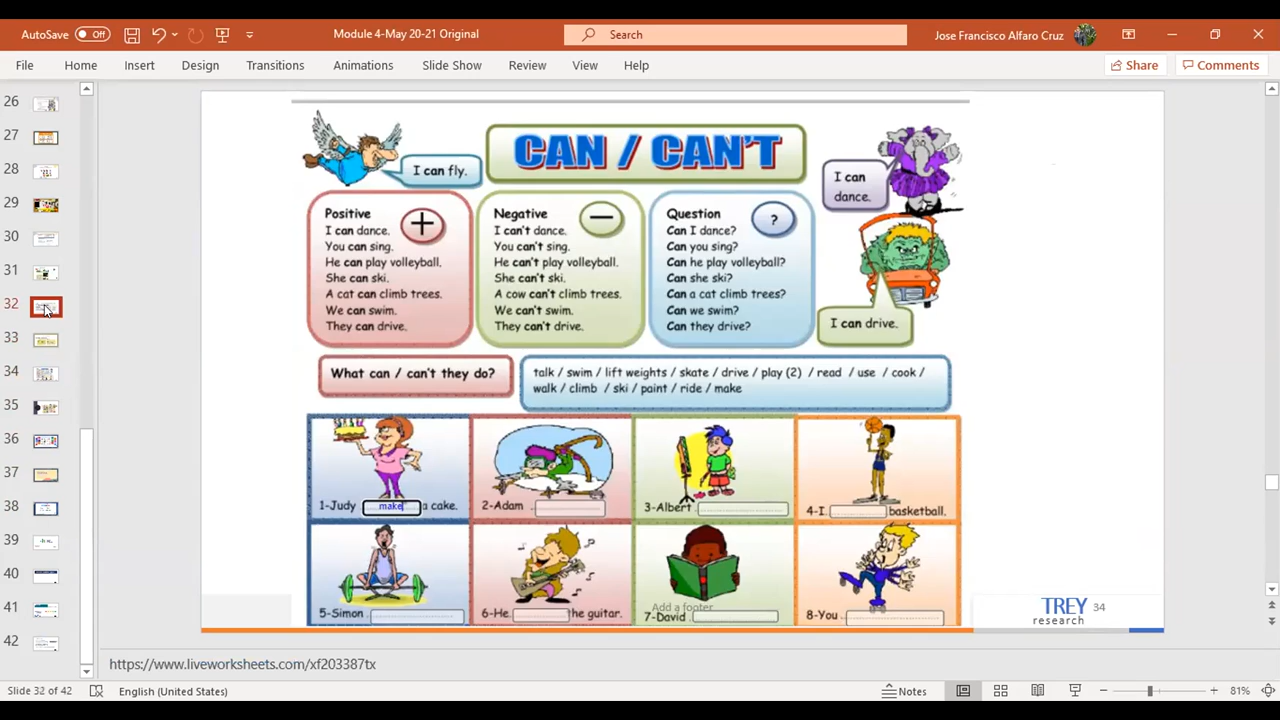 AutoSave Off Module 4-May 20-21 Original Search Jose Francisco Alfaro Cruz
File Home Insert Design Transitions Animations Slide Show Review View Help Share Comments
26
27
28
29
30
31
32
33
34
35
36
37
38
39
40
41
42
CAN / CAN'T
I can fly.
I can
dance.
Positive +
I can dance.
You can sing.
He can play volleyball.
She can ski.
A cat can climb trees.
We can swim.
They can drive.
Negative −
I can't dance.
You can't sing.
He can't play volleyball.
She can't ski.
A cow can't climb trees.
We can't swim.
They can't drive.
Question ?
Can I dance?
Can you sing?
Can he play volleyball?
Can she ski?
Can a cat climb trees?
Can we swim?
Can they drive?
I can drive.
What can / can't they do?
talk / swim / lift weights / skate / drive / play (2) / read / use / cook /
walk / climb / ski / paint / ride / make
1-Judy make a cake.
2-Adam
3-Albert
4-I. basketball.
5-Simon
6-He the guitar.
7-David
8-You
Add a footer
TREY
research
34
https://www.liveworksheets.com/xf203387tx
Slide 32 of 42 English (United States) Notes 81%